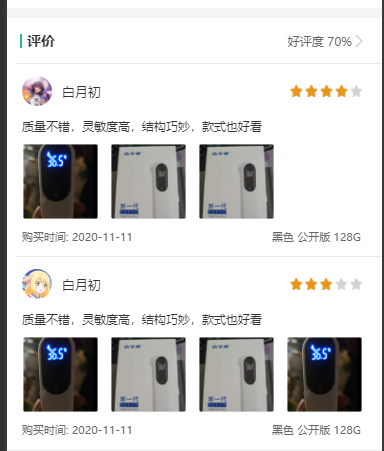 评价
好评度 70%
白月初
质量不错，灵敏度高，结构巧妙，款式也好看
36.5°
购买时间: 2020-11-11
黑色 公开版 128G
白月初
质量不错，灵敏度高，结构巧妙，款式也好看
36.5°
36.5°
购买时间: 2020-11-11
黑色 公开版 128G